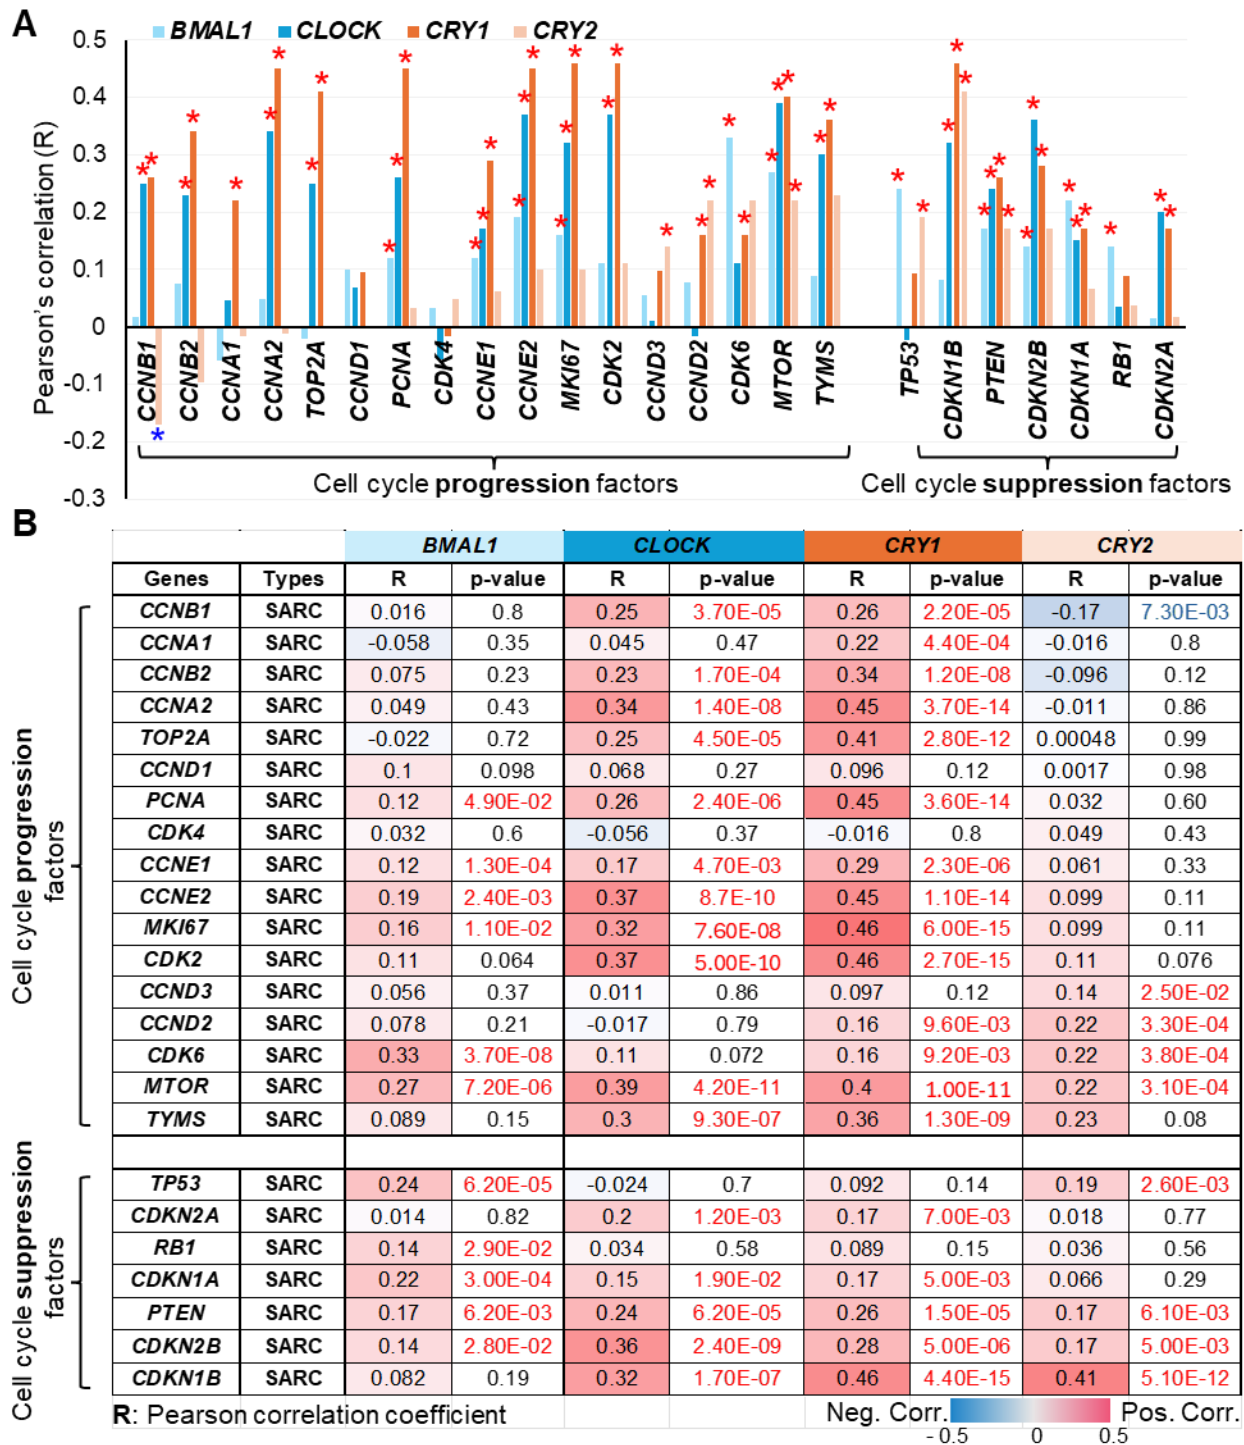 A
BMAL1 CLOCK CRY1 CRY2
Pearson's correlation (R)
0.5
0.4
0.3
0.2
0.1
0
-0.1
-0.2
-0.3
* * * * * * * * * * * * * * * * * * * * * * * * * * * * * * * * * * * * * * * * * * * * * * * * * *
CCNB1 CCNB2 CCNA1 CCNA2 TOP2A CCND1 PCNA CDK4 CCNE1 CCNE2 MKI67 CDK2 CCND3 CCND2 CDK6 MTOR TYMS TP53 CDKN1B PTEN CDKN2B CDKN1A RB1 CDKN2A
Cell cycle progression factors Cell cycle suppression factors
B
BMAL1 CLOCK CRY1 CRY2
Genes Types R p-value R p-value R p-value R p-value
Cell cycle progression
factors
CCNB1 SARC 0.016 0.8 0.25 3.70E-05 0.26 2.20E-05 -0.17 7.30E-03
CCNA1 SARC -0.058 0.35 0.045 0.47 0.22 4.40E-04 -0.016 0.8
CCNB2 SARC 0.075 0.23 0.23 1.70E-04 0.34 1.20E-08 -0.096 0.12
CCNA2 SARC 0.049 0.43 0.34 1.40E-08 0.45 3.70E-14 -0.011 0.86
TOP2A SARC -0.022 0.72 0.25 4.50E-05 0.41 2.80E-12 0.00048 0.99
CCND1 SARC 0.1 0.098 0.068 0.27 0.096 0.12 0.0017 0.98
PCNA SARC 0.12 4.90E-02 0.26 2.40E-06 0.45 3.60E-14 0.032 0.60
CDK4 SARC 0.032 0.6 -0.056 0.37 -0.016 0.8 0.049 0.43
CCNE1 SARC 0.12 1.30E-04 0.17 4.70E-03 0.29 2.30E-06 0.061 0.33
CCNE2 SARC 0.19 2.40E-03 0.37 8.7E-10 0.45 1.10E-14 0.099 0.11
MKI67 SARC 0.16 1.10E-02 0.32 7.60E-08 0.46 6.00E-15 0.099 0.11
CDK2 SARC 0.11 0.064 0.37 5.00E-10 0.46 2.70E-15 0.11 0.076
CCND3 SARC 0.056 0.37 0.011 0.86 0.097 0.12 0.14 2.50E-02
CCND2 SARC 0.078 0.21 -0.017 0.79 0.16 9.60E-03 0.22 3.30E-04
CDK6 SARC 0.33 3.70E-08 0.11 0.072 0.16 9.20E-03 0.22 3.80E-04
MTOR SARC 0.27 7.20E-06 0.39 4.20E-11 0.4 1.00E-11 0.22 3.10E-04
TYMS SARC 0.089 0.15 0.3 9.30E-07 0.36 1.30E-09 0.23 0.08
Cell cycle suppression
factors
TP53 SARC 0.24 6.20E-05 -0.024 0.7 0.092 0.14 0.19 2.60E-03
CDKN2A SARC 0.014 0.82 0.2 1.20E-03 0.17 7.00E-03 0.018 0.77
RB1 SARC 0.14 2.90E-02 0.034 0.58 0.089 0.15 0.036 0.56
CDKN1A SARC 0.22 3.00E-04 0.15 1.90E-02 0.17 5.00E-03 0.066 0.29
PTEN SARC 0.17 6.20E-03 0.24 6.20E-05 0.26 1.50E-05 0.17 6.10E-03
CDKN2B SARC 0.14 2.80E-02 0.36 2.40E-09 0.28 5.00E-06 0.17 5.00E-03
CDKN1B SARC 0.082 0.19 0.32 1.70E-07 0.46 4.40E-15 0.41 5.10E-12
R: Pearson correlation coefficient Neg. Corr. Pos. Corr.
- 0.5 0 0.5